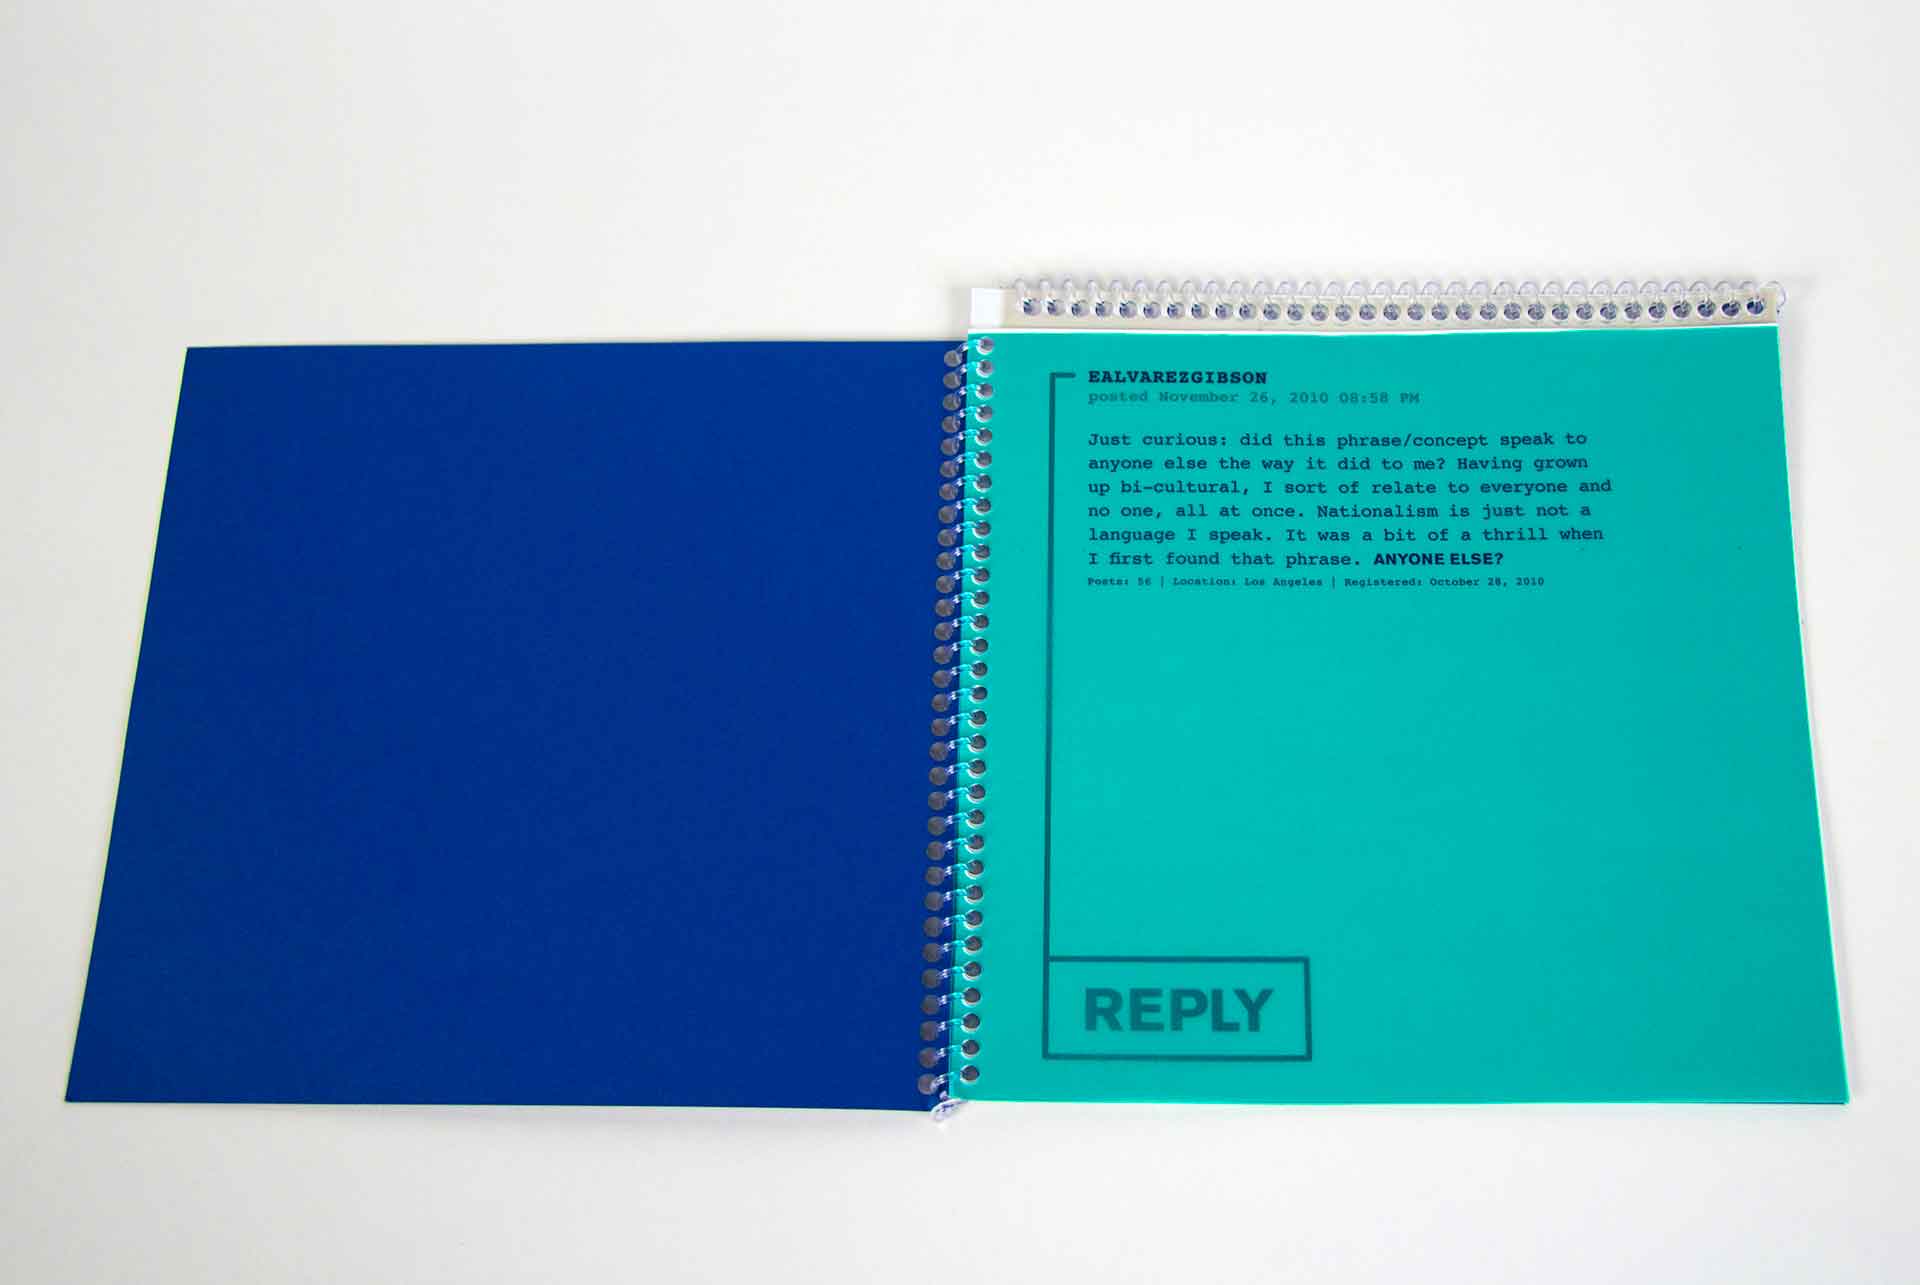 EALVAREZGIBSON
posted November 26, 2010 08:58 PM
Just curious: did this phrase/concept speak to
anyone else the way it did to me? Having grown
up bi-cultural, I sort of relate to everyone and
no one, all at once. Nationalism is just not a
language I speak. It was a bit of a thrill when
I first found that phrase. ANYONE ELSE?
Posts: 56 | Location: Los Angeles | Registered: October 28, 2010
REPLY